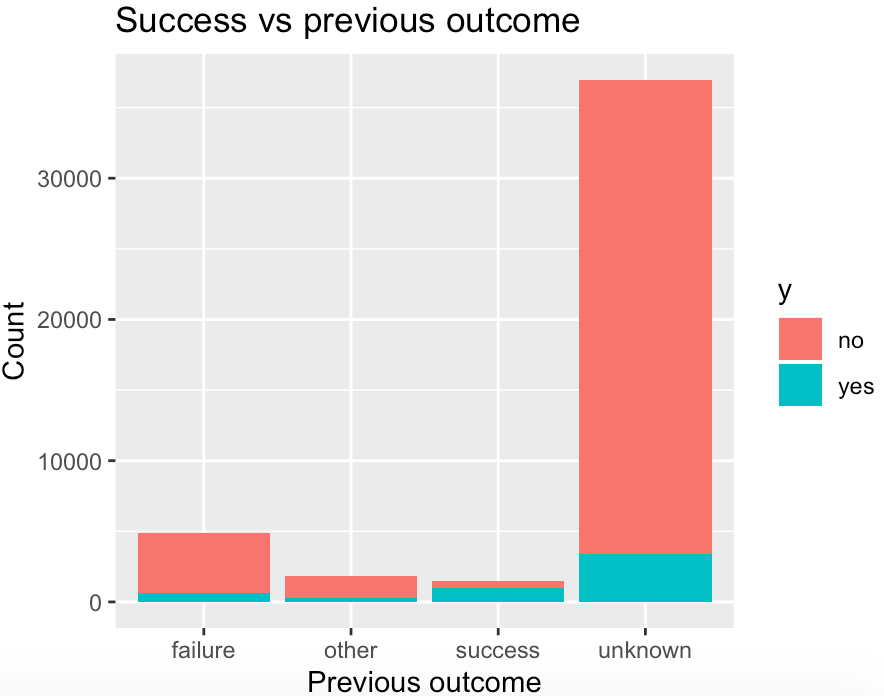 Success vs previous outcome
Count
30000
20000
10000
0
failure other success unknown
Previous outcome
y
no
yes